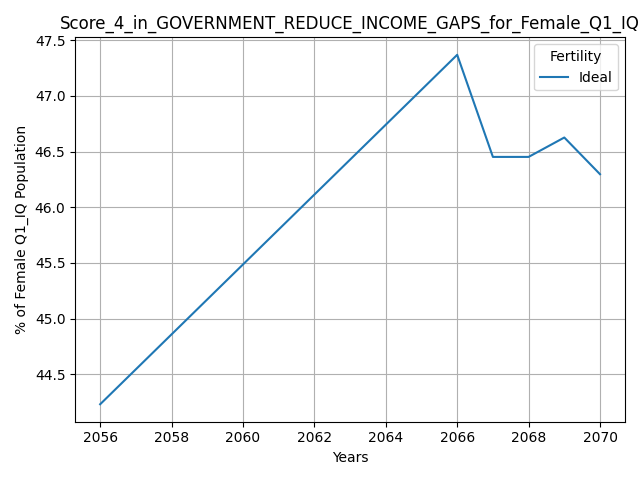 Score_4_in_GOVERNMENT_REDUCE_INCOME_GAPS_for_Female_Q1_IQ
Fertility
Ideal
% of Female Q1_IQ Population
47.5
47.0
46.5
46.0
45.5
45.0
44.5
2056 2058 2060 2062 2064 2066 2068 2070
Years